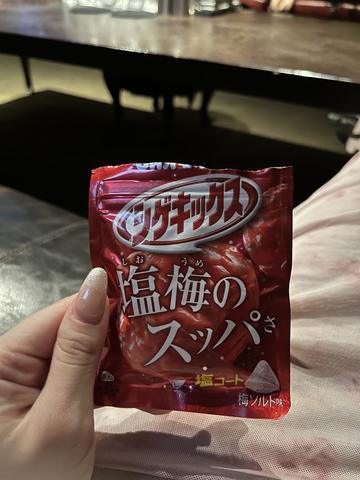 シゲキックス
しお うめ
塩梅の
スッパさ
塩コート
梅ソルト味